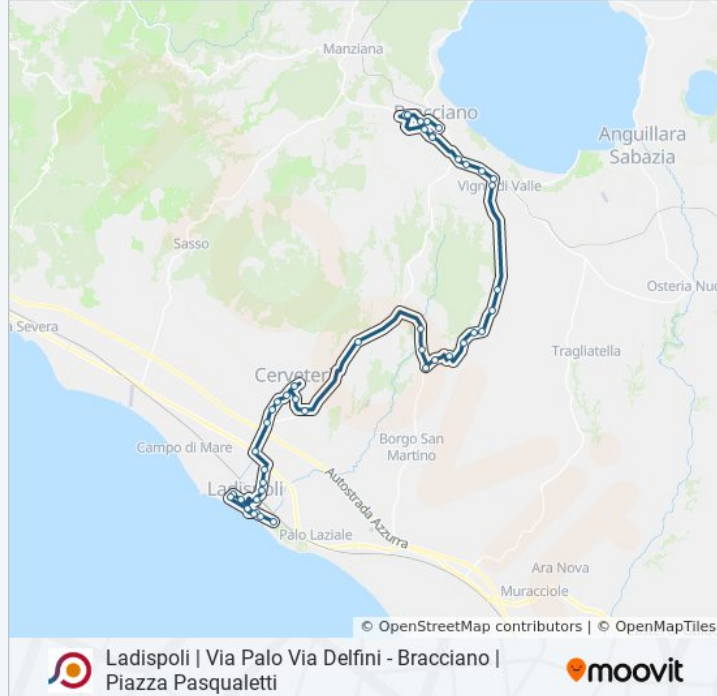 Manziana
Bracciano
Anguillara
Sabazia
Vigna di Valle
Sasso
Osteria Nuo
a Severa
Tragliatella
Cerveteri
Borgo San
Martino
Campo di Mare
Autostrada Azzurra
Ladispoli
Palo Laziale
Ara Nova
Muracciole
© OpenStreetMap contributors | © OpenMapTiles
Ladispoli | Via Palo Via Delfini - Bracciano |
Piazza Pasqualetti
moovit